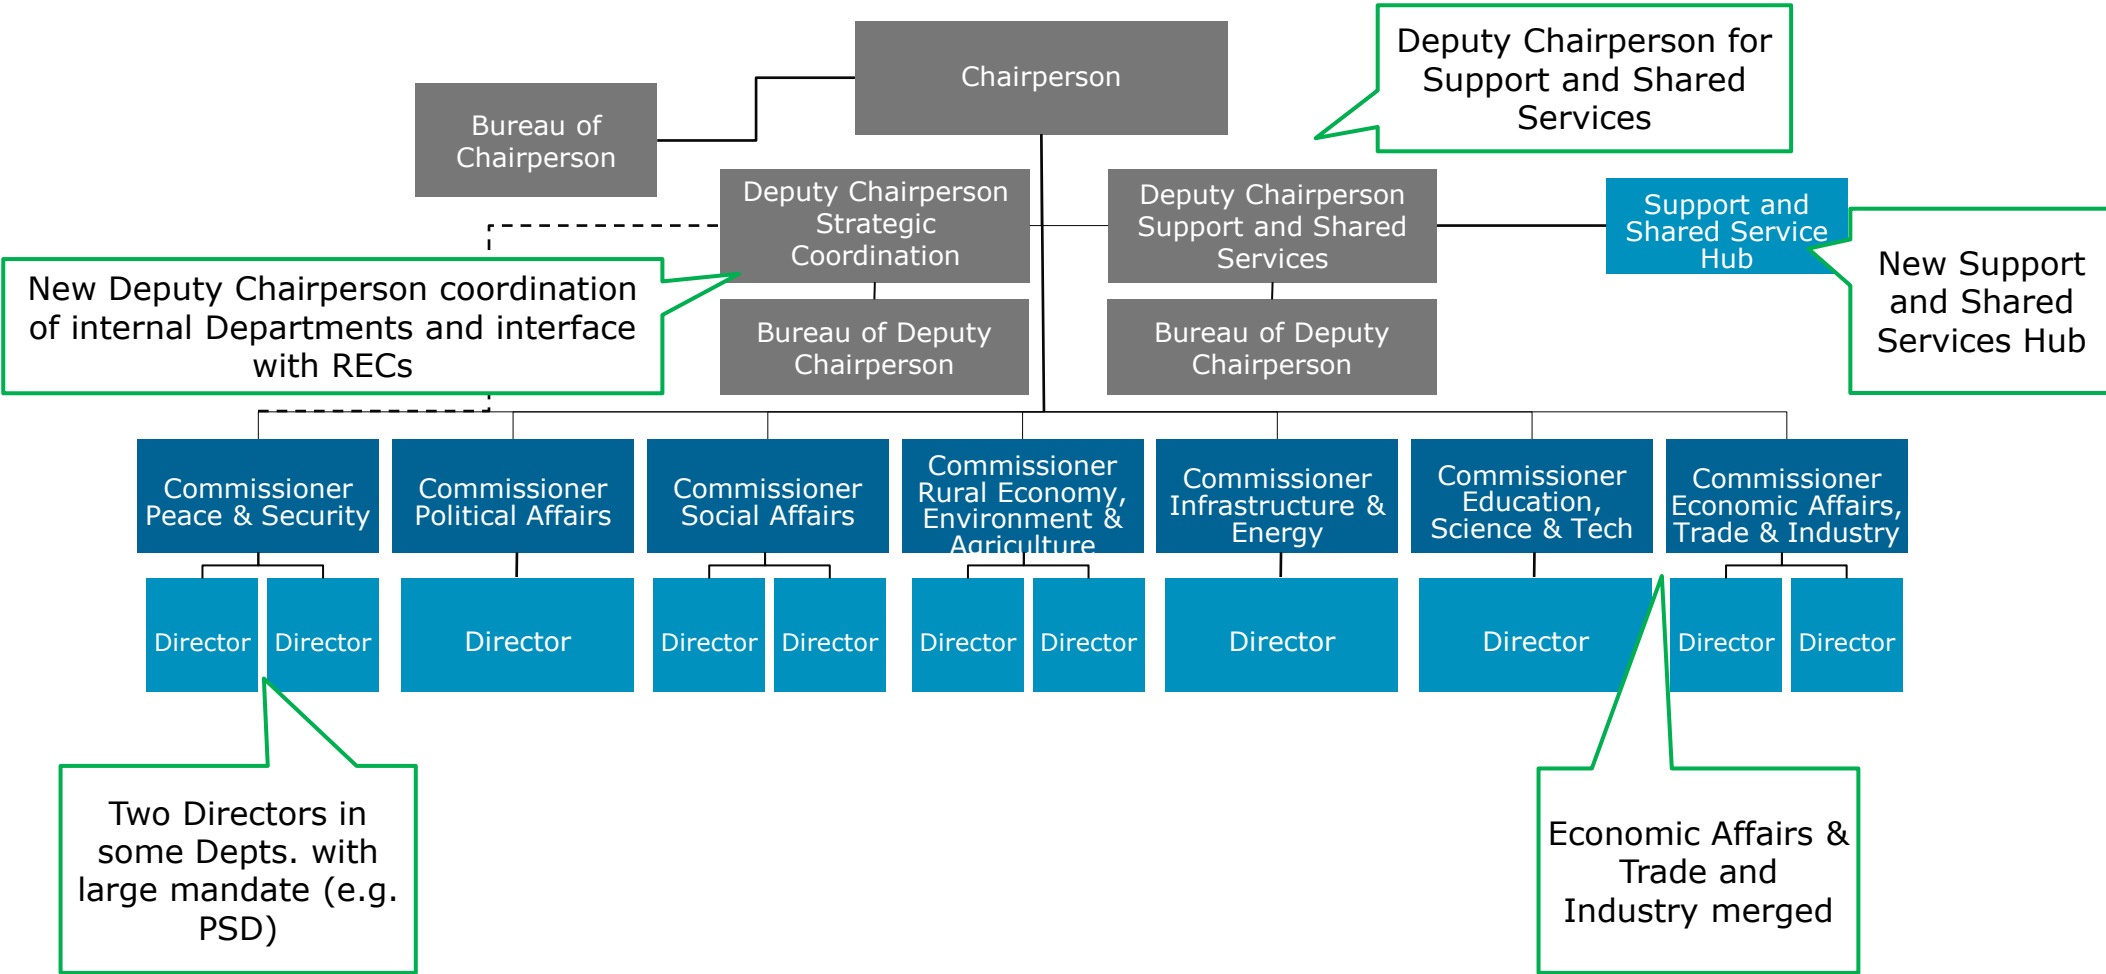 Chairperson
Deputy Chairperson for
Support and Shared
Services
Bureau of
Chairperson
Deputy Chairperson
Strategic
Coordination
Deputy Chairperson
Support and Shared
Services
Support and
Shared Service
Hub
New Support
and Shared
Services Hub
New Deputy Chairperson coordination
of internal Departments and interface
with RECs
Bureau of Deputy
Chairperson
Bureau of Deputy
Chairperson
Commissioner
Peace & Security
Commissioner
Political Affairs
Commissioner
Social Affairs
Commissioner
Rural Economy,
Environment &
Agriculture
Commissioner
Infrastructure &
Energy
Commissioner
Education,
Science & Tech
Commissioner
Economic Affairs,
Trade & Industry
Director
Director
Director
Director
Director
Director
Director
Director
Director
Director
Director
Two Directors in
some Depts. with
large mandate (e.g.
PSD)
Economic Affairs &
Trade and
Industry merged